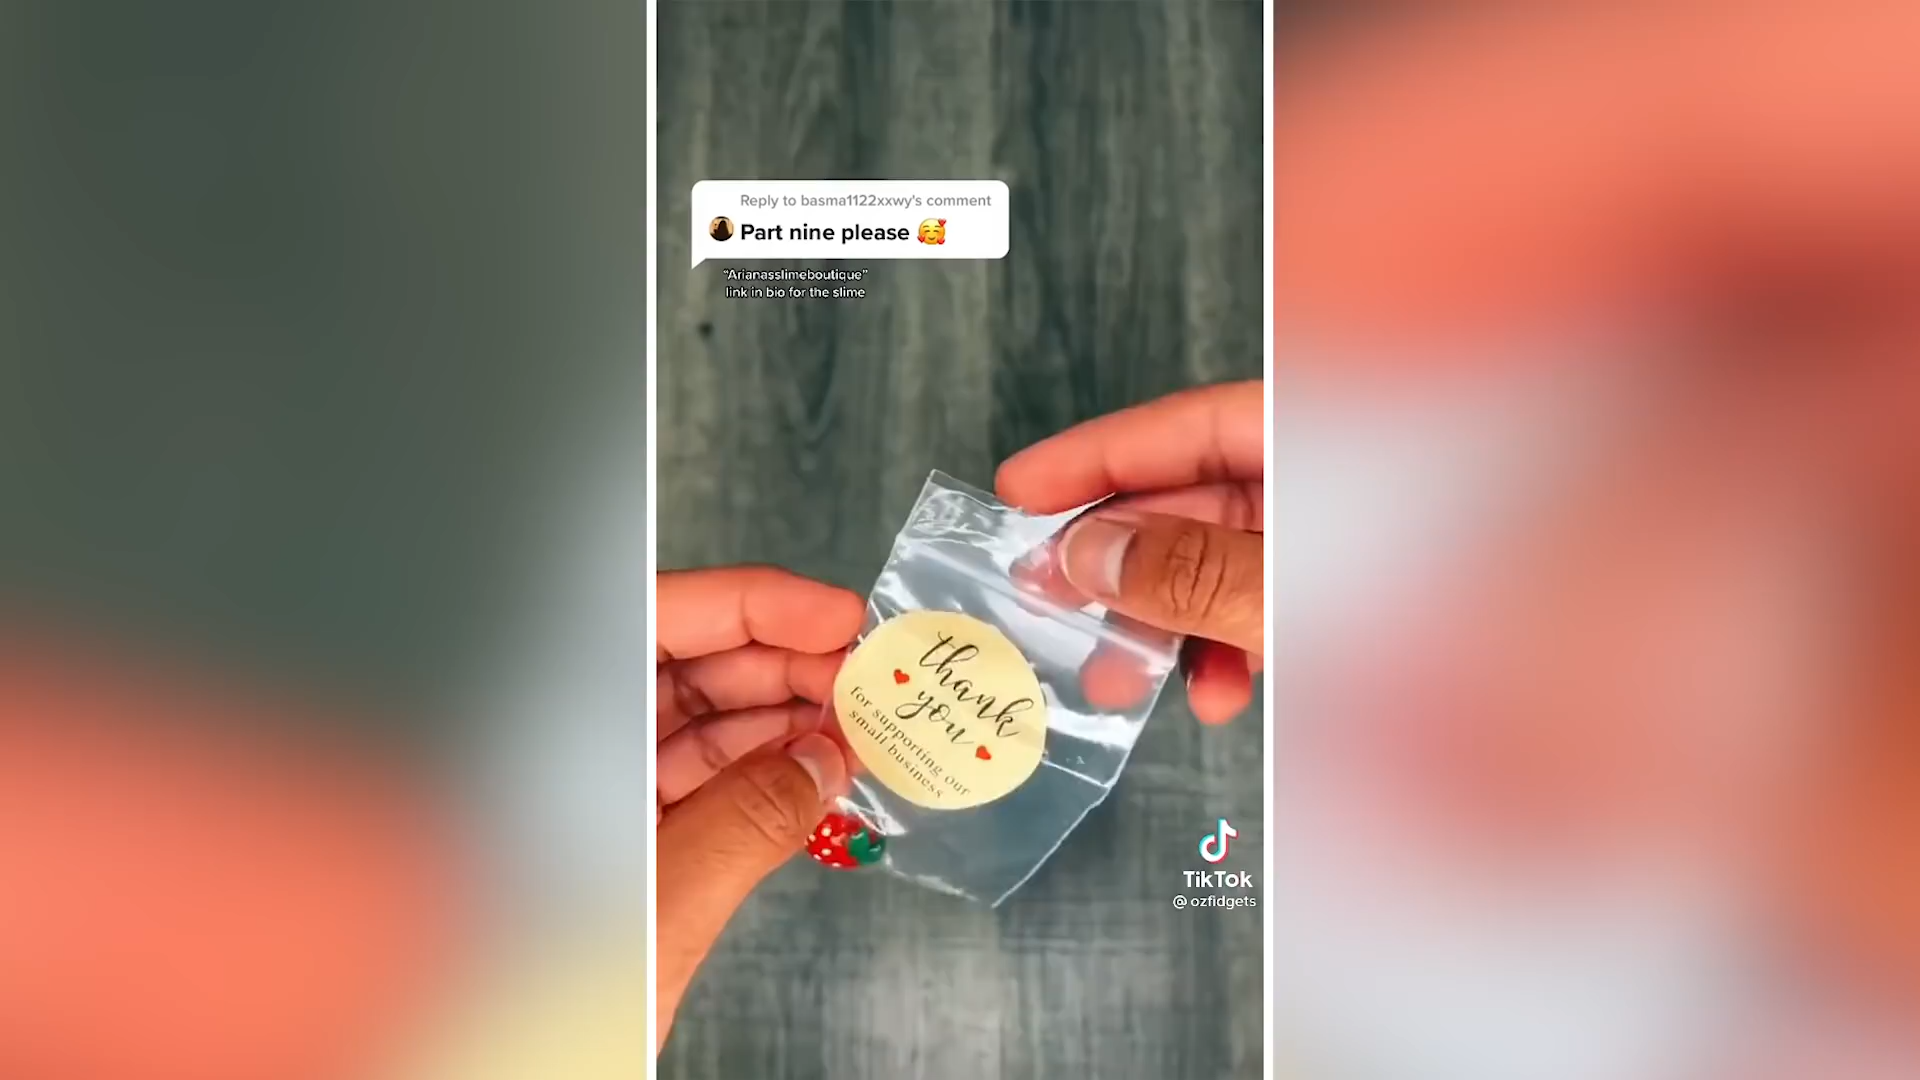 Reply to basma1122xxwy's comment
Part nine please 🥰
"Arianasslimeboutique"
link in bio for the slime
thank
you
for supporting our
small business
TikTok
@ozfidgets